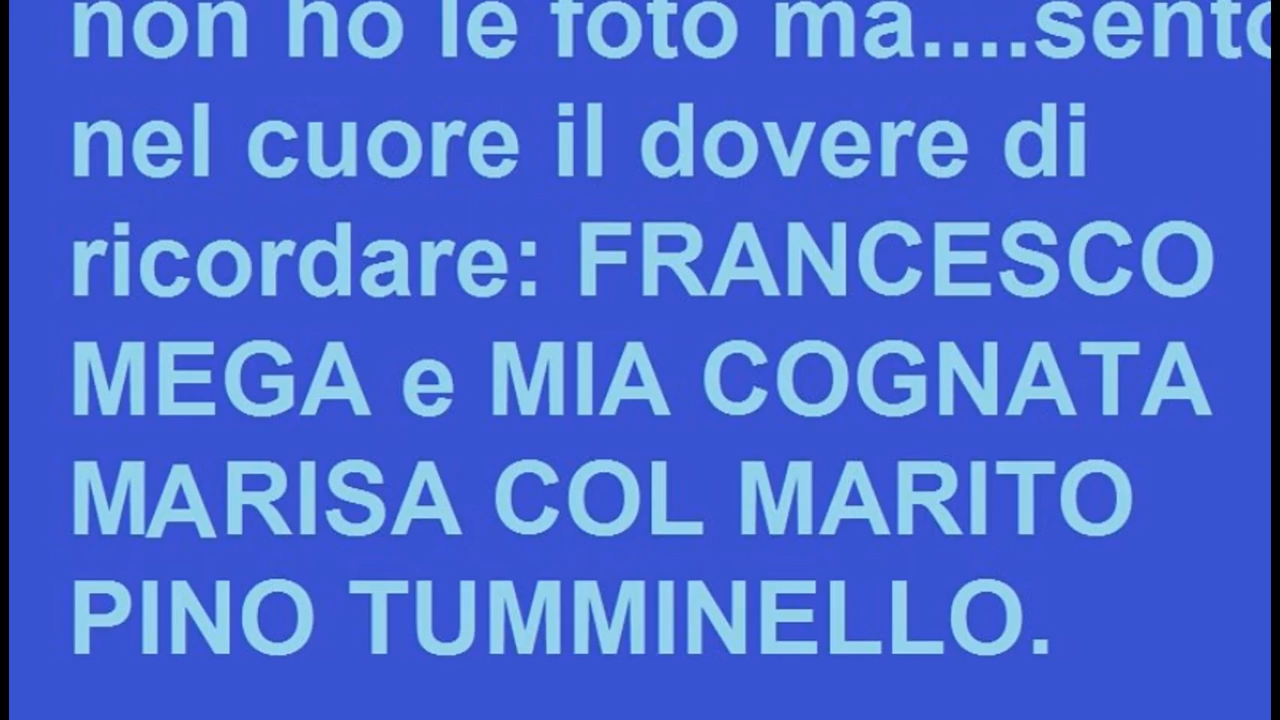 non ho le foto ma....sento
nel cuore il dovere di
ricordare: FRANCESCO
MEGA e MIA COGNATA
MARISA COL MARITO
PINO TUMMINELLO.